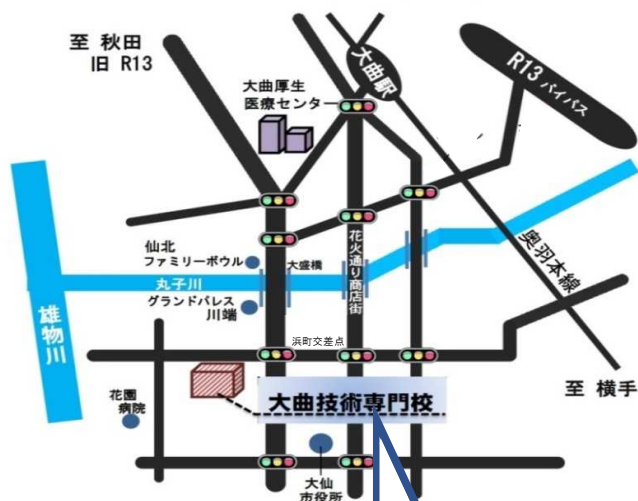 至 秋田
旧 R13
大曲駅
R13 バイパス
大曲厚生
医療センター
仙北
ファミリーボウル
大盛橋
花火通り商店街
奥羽本線
丸子川
グランドパレス
川端
雄物川
浜町交差点
至 横手
花園
病院
大曲技術専門校
大仙
市役所